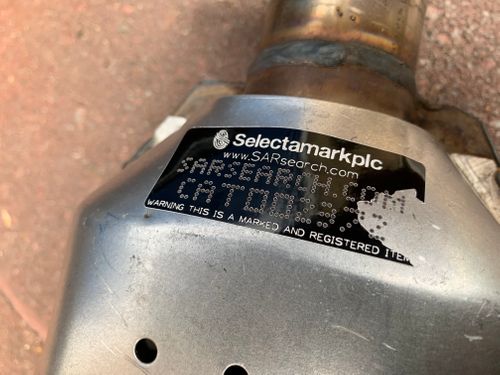 Selectamarkplc
www.SARsearch.com
SARSEARCH.COM
WARNING THIS IS A MARKED AND REGISTERED ITEM